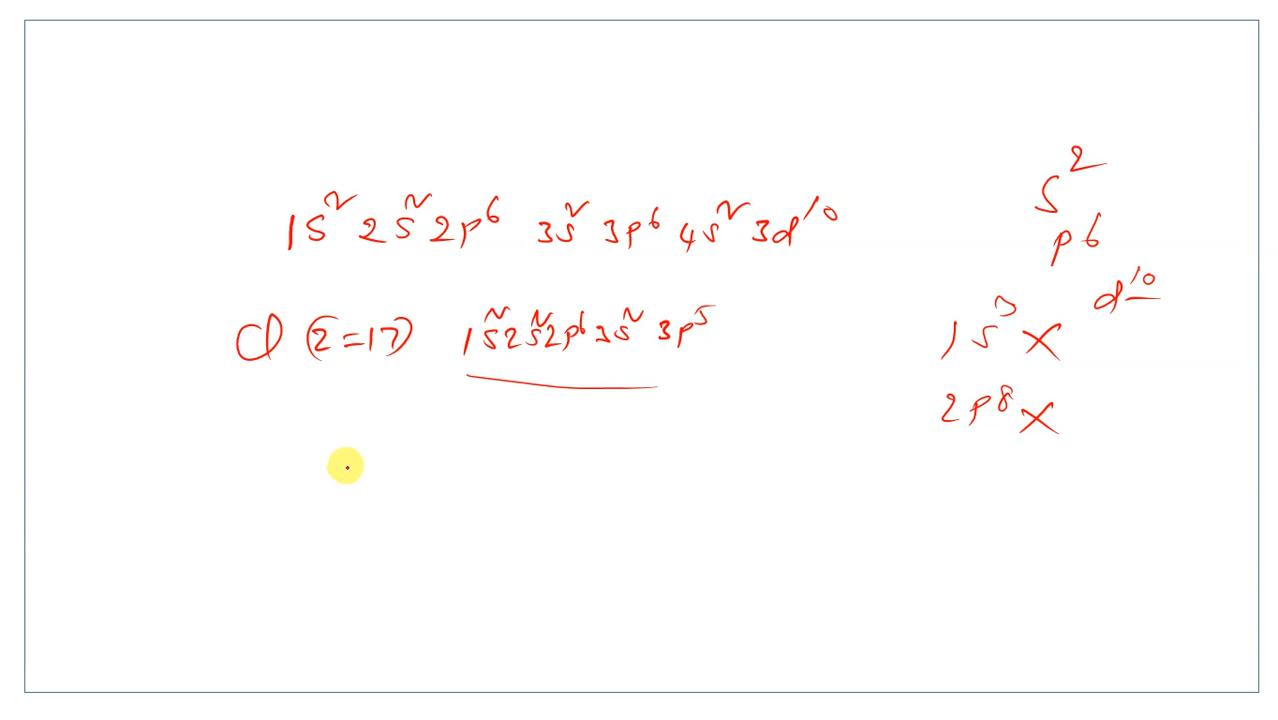 1s² 2s² 2p⁶ 3s² 3p⁶ 4s² 3d¹⁰
Cl (Z=17) 1s² 2s² 2p⁶ 3s² 3p⁵
s²
p⁶
d¹⁰
1s³ X
2p⁸ X